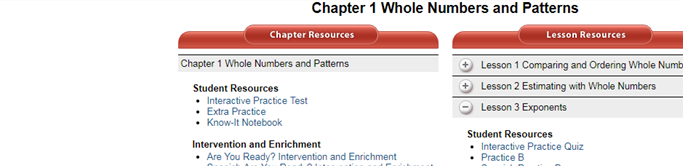 Chapter 1 Whole Numbers and Patterns
Chapter Resources
Chapter 1 Whole Numbers and Patterns
Student Resources
Interactive Practice Test
Extra Practice
Know-It Notebook
Intervention and Enrichment
Are You Ready? Intervention and Enrichment
Lesson Resources
Lesson 1 Comparing and Ordering Whole Numb
Lesson 2 Estimating with Whole Numbers
Lesson 3 Exponents
Student Resources
Interactive Practice Quiz
Practice B